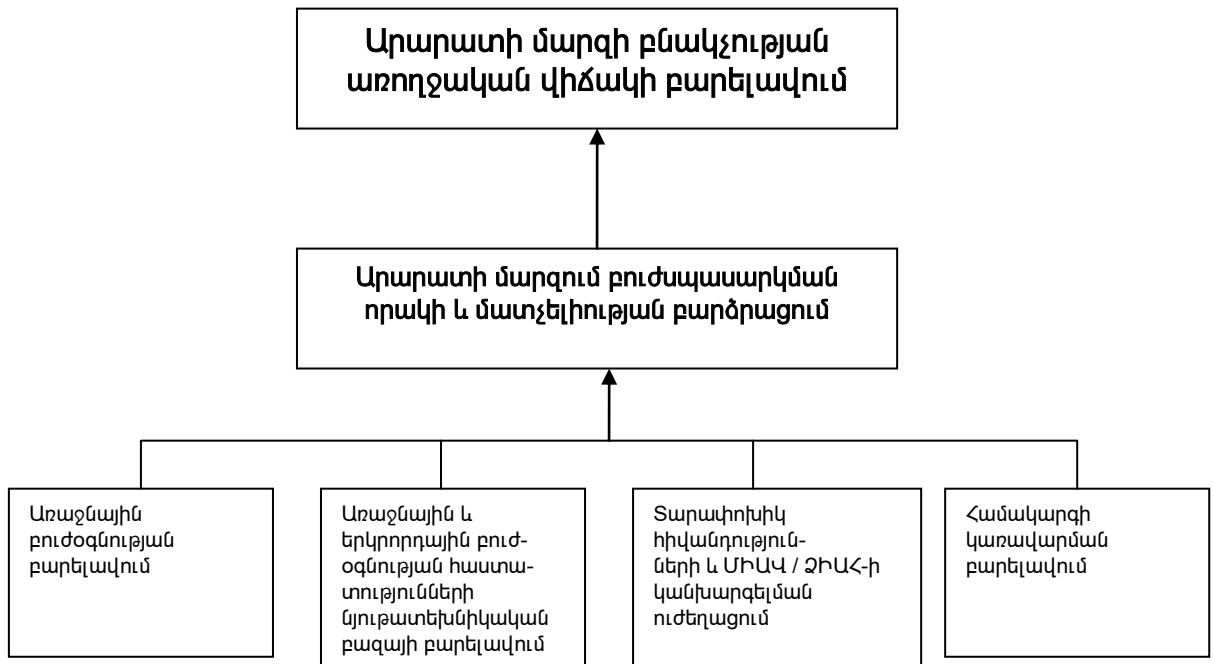 Արարատի մարզի բնակչության
առողջական վիճակի բարելավում
Արարատի մարզում բուժսպասարկման
որակի և մատչելիության բարձրացում
Առաջնային
բուժօգնության
բարելավում
Առաջնային և
երկրորդային բուժ-
օգնության հաստա-
տությունների
նյութատեխնիկական
բազայի բարելավում
Տարափոխիկ
հիվանդություն-
ների և ՄԻԱՎ / ՁԻԱՀ-ի
կանխարգելման
ուժեղացում
Համակարգի
կառավարման
բարելավում